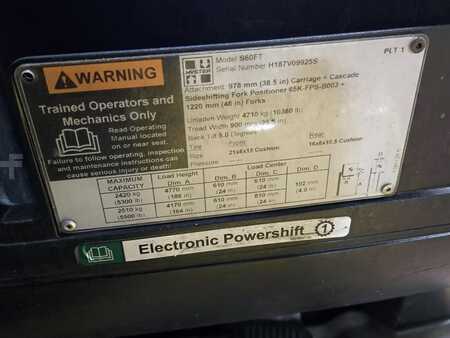 WARNING
Trained Operators and
Mechanics Only
Read Operating
Manual located
on or near seat.
Failure to follow operating, inspection
and maintenance instructions can
cause serious injury or death.
HYSTER
Model S60FT
Serial Number H187V09925S
PLT 1
Attachment 978 mm (38.5 in) Carriage + Cascade
Sideshifting Fork Positioner 65K-FPS-B002 +
1220 mm (48 in) Forks
Unladen Weight 4710 kg (10380 lb)
Tread Width 900 mm
Back Tilt 5.0 Degrees
Tire Front
21x8x15 Cushion 16x6x10.5 Cushion
MAXIMUM CAPACITY
Load Height Dim. A
Load Center
Dim. B Dim. C Dim. D
2420 kg 4770 mm 610 mm 610 mm 102 mm
(5300 lb) (188 in) (24 in) (24 in) (4.0 in)
2510 kg 4170 mm 610 mm 610 mm
(5500 lb) (164 in) (24 in) (24 in)
Electronic Powershift 1